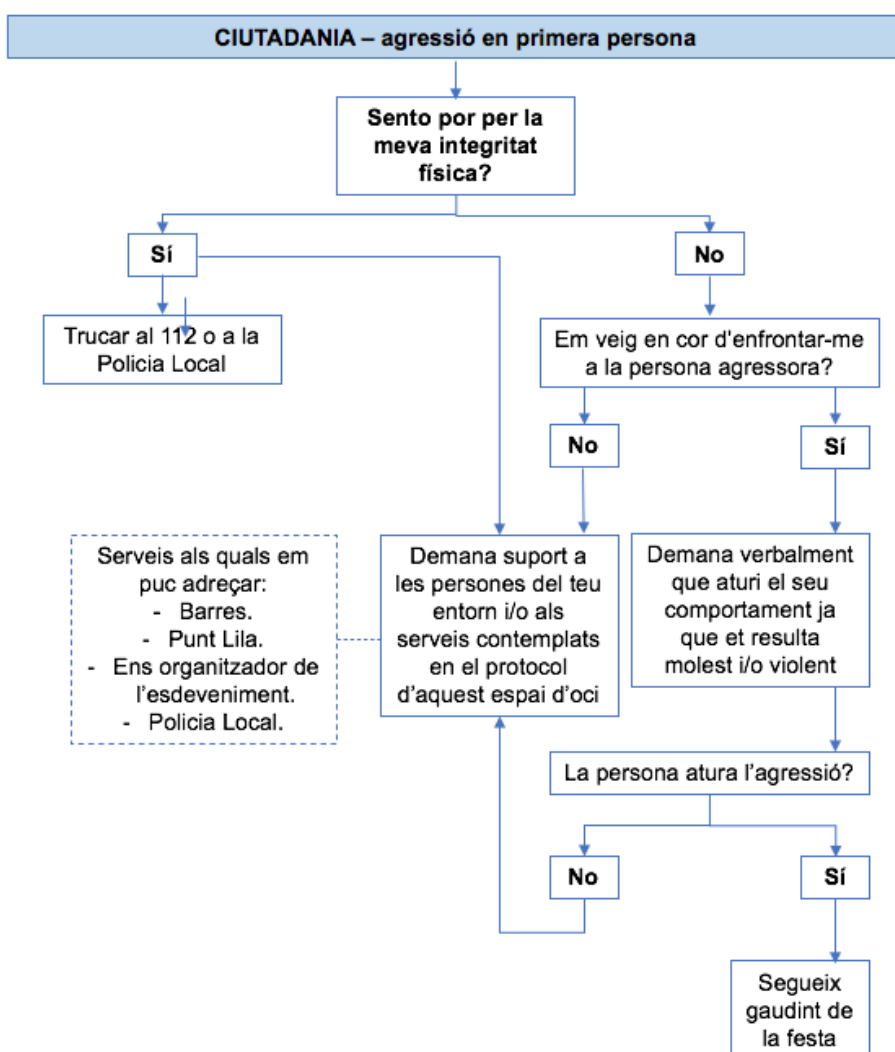 CIUTADANIA – agressió en primera persona
Sento por per la
meva integritat
física?
Sí
No
Trucar al 112 o a la
Policia Local
Em veig en cor d'enfrontar-me
a la persona agressora?
No
Sí
Serveis als quals em
puc adreçar:
- Barres.
- Punt Lila.
- Ens organitzador de
l’esdeveniment.
- Policia Local.
Demana suport a
les persones del teu
entorn i/o als
serveis contemplats
en el protocol
d’aquest espai d’oci
Demana verbalment
que aturi el seu
comportament ja
que et resulta
molest i/o violent
La persona atura l’agressió?
No
Sí
Segueix
gaudint de
la festa